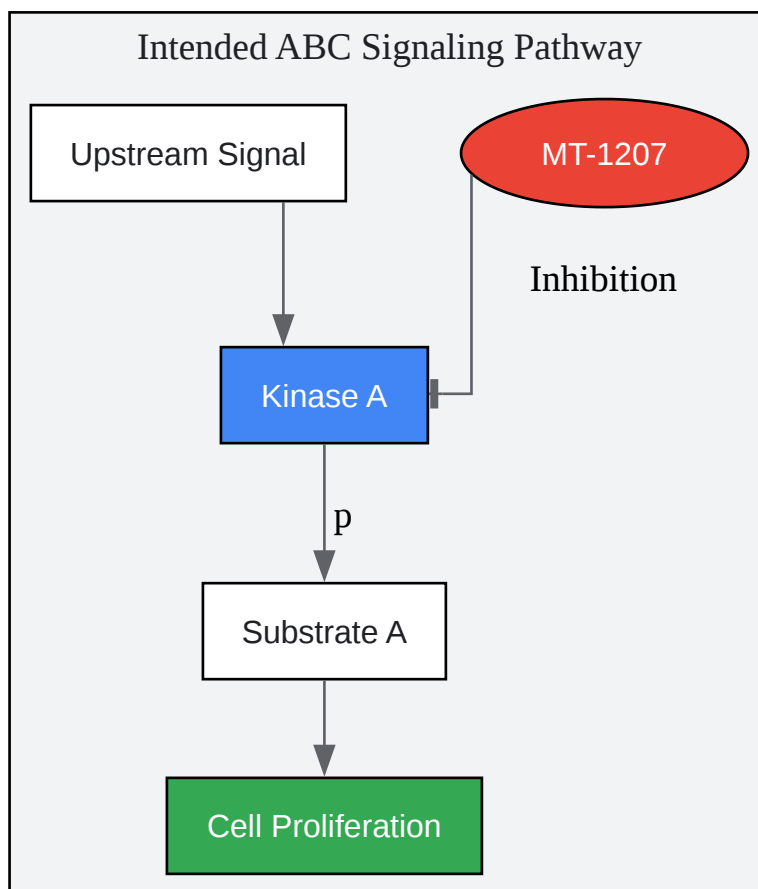 Intended ABC Signaling Pathway
Upstream Signal
MT-1207
Inhibition
Kinase A
p
Substrate A
Cell Proliferation